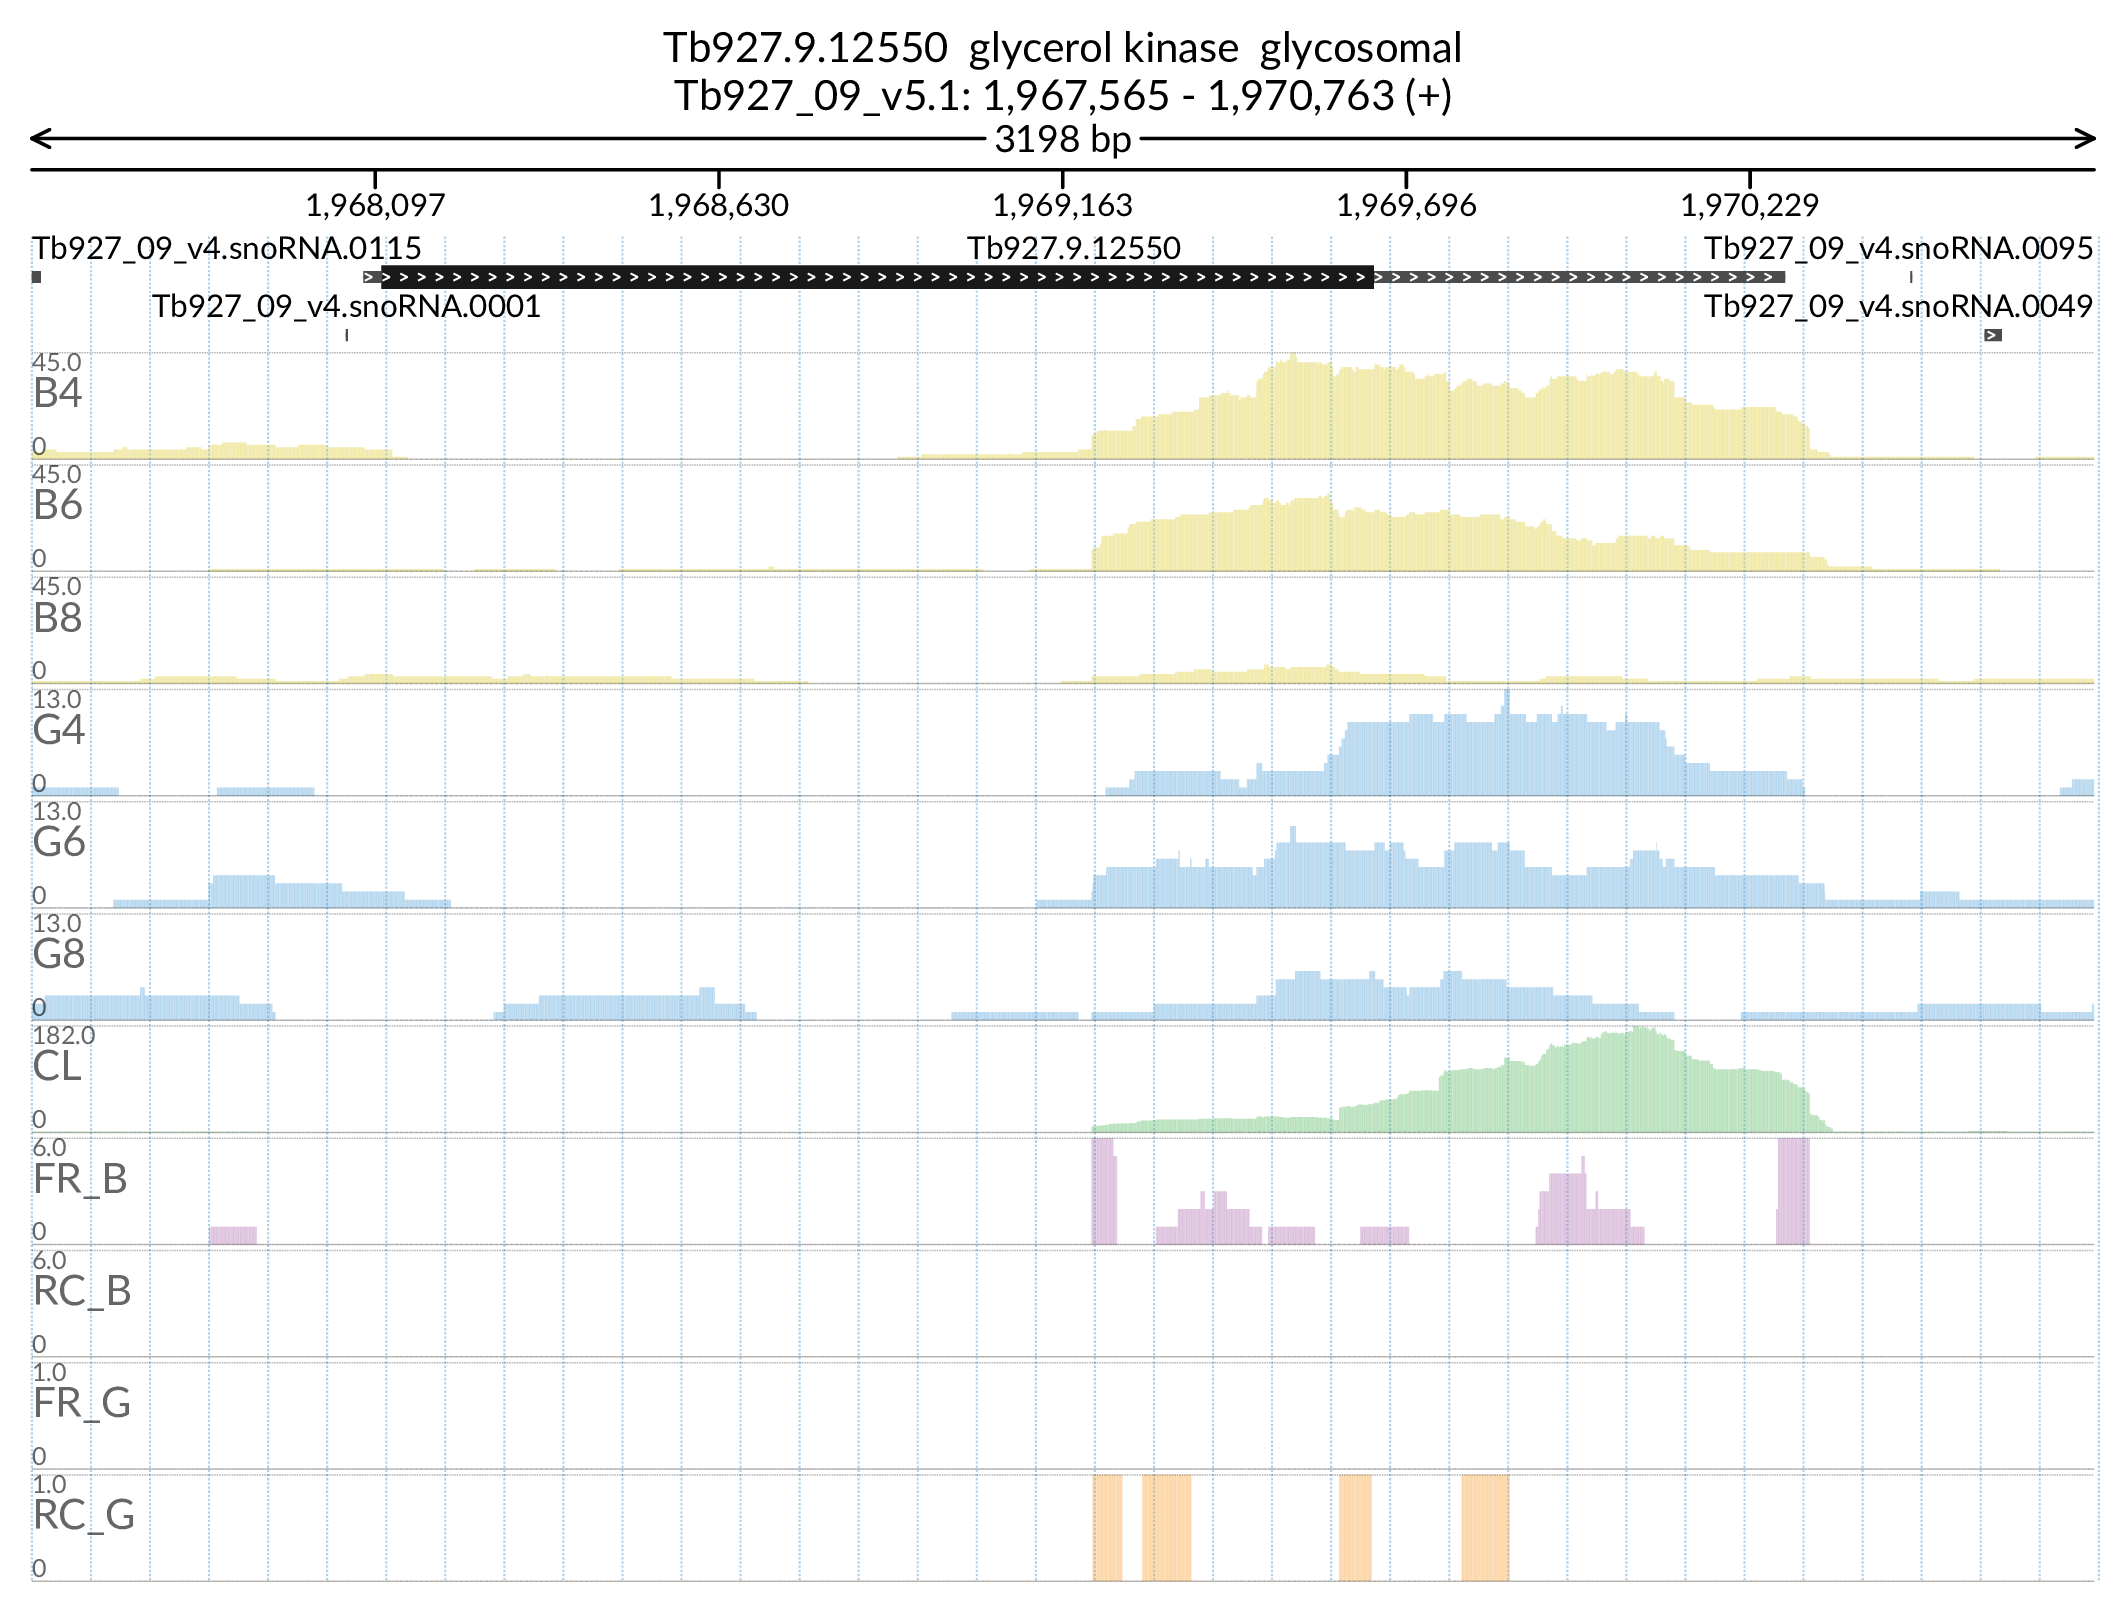 Tb927.9.12550 glycerol kinase glycosomal
Tb927_09_v5.1: 1,967,565 - 1,970,763 (+)
3198 bp
1,968,097 1,968,630 1,969,163 1,969,696 1,970,229
Tb927_09_v4.snoRNA.0115 Tb927.9.12550 Tb927_09_v4.snoRNA.0095
Tb927_09_v4.snoRNA.0001 Tb927_09_v4.snoRNA.0049
45.0
B4
0
45.0
B6
0
45.0
B8
0
13.0
G4
0
13.0
G6
0
13.0
G8
0
182.0
CL
0
6.0
FR_B
0
6.0
RC_B
0
1.0
FR_G
0
1.0
RC_G
0